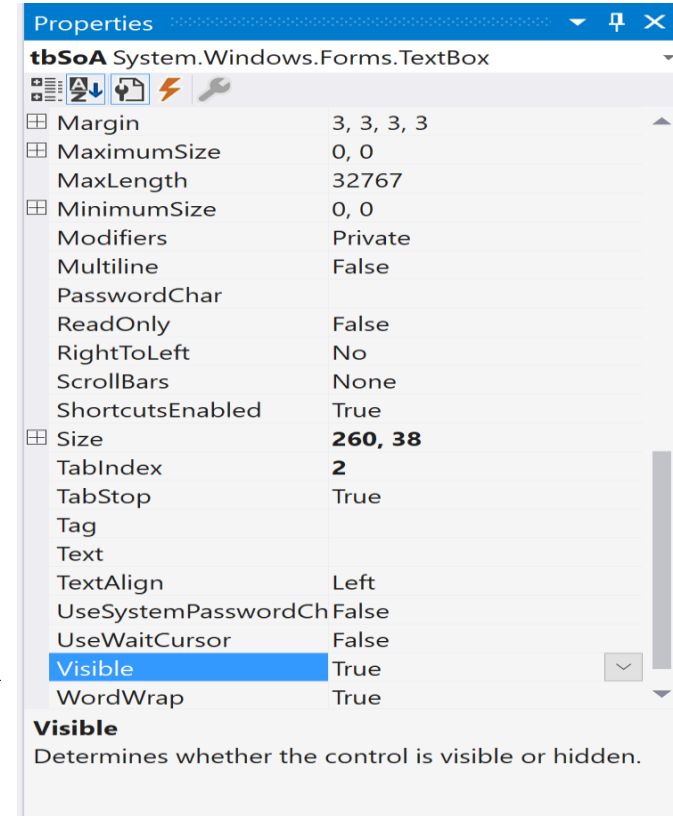 Properties
tbSoA System.Windows.Forms.TextBox
Margin 3, 3, 3, 3
MaximumSize 0, 0
MaxLength 32767
MinimumSize 0, 0
Modifiers Private
Multiline False
PasswordChar
ReadOnly False
RightToLeft No
ScrollBars None
ShortcutsEnabled True
Size 260, 38
TabIndex 2
TabStop True
Tag
Text
TextAlign Left
UseSystemPasswordCh False
UseWaitCursor False
Visible True
WordWrap True
Visible
Determines whether the control is visible or hidden.